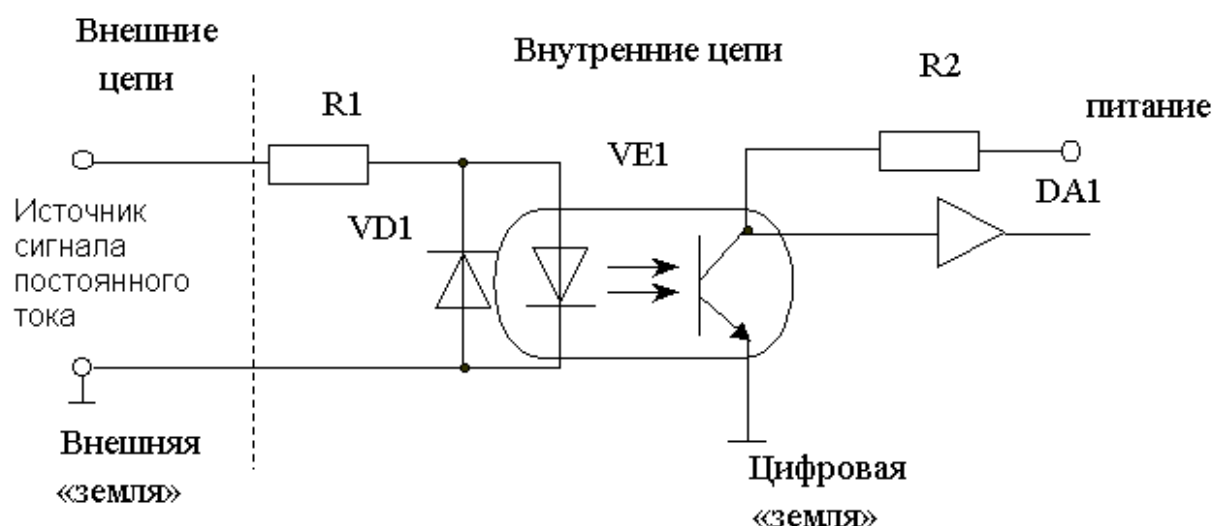 Внешние
цепи
Внутренние цепи
R2
R1
питание
VE1
DA1
VD1
Источник
сигнала
постоянного
тока
Внешняя
«земля»
Цифровая
«земля»